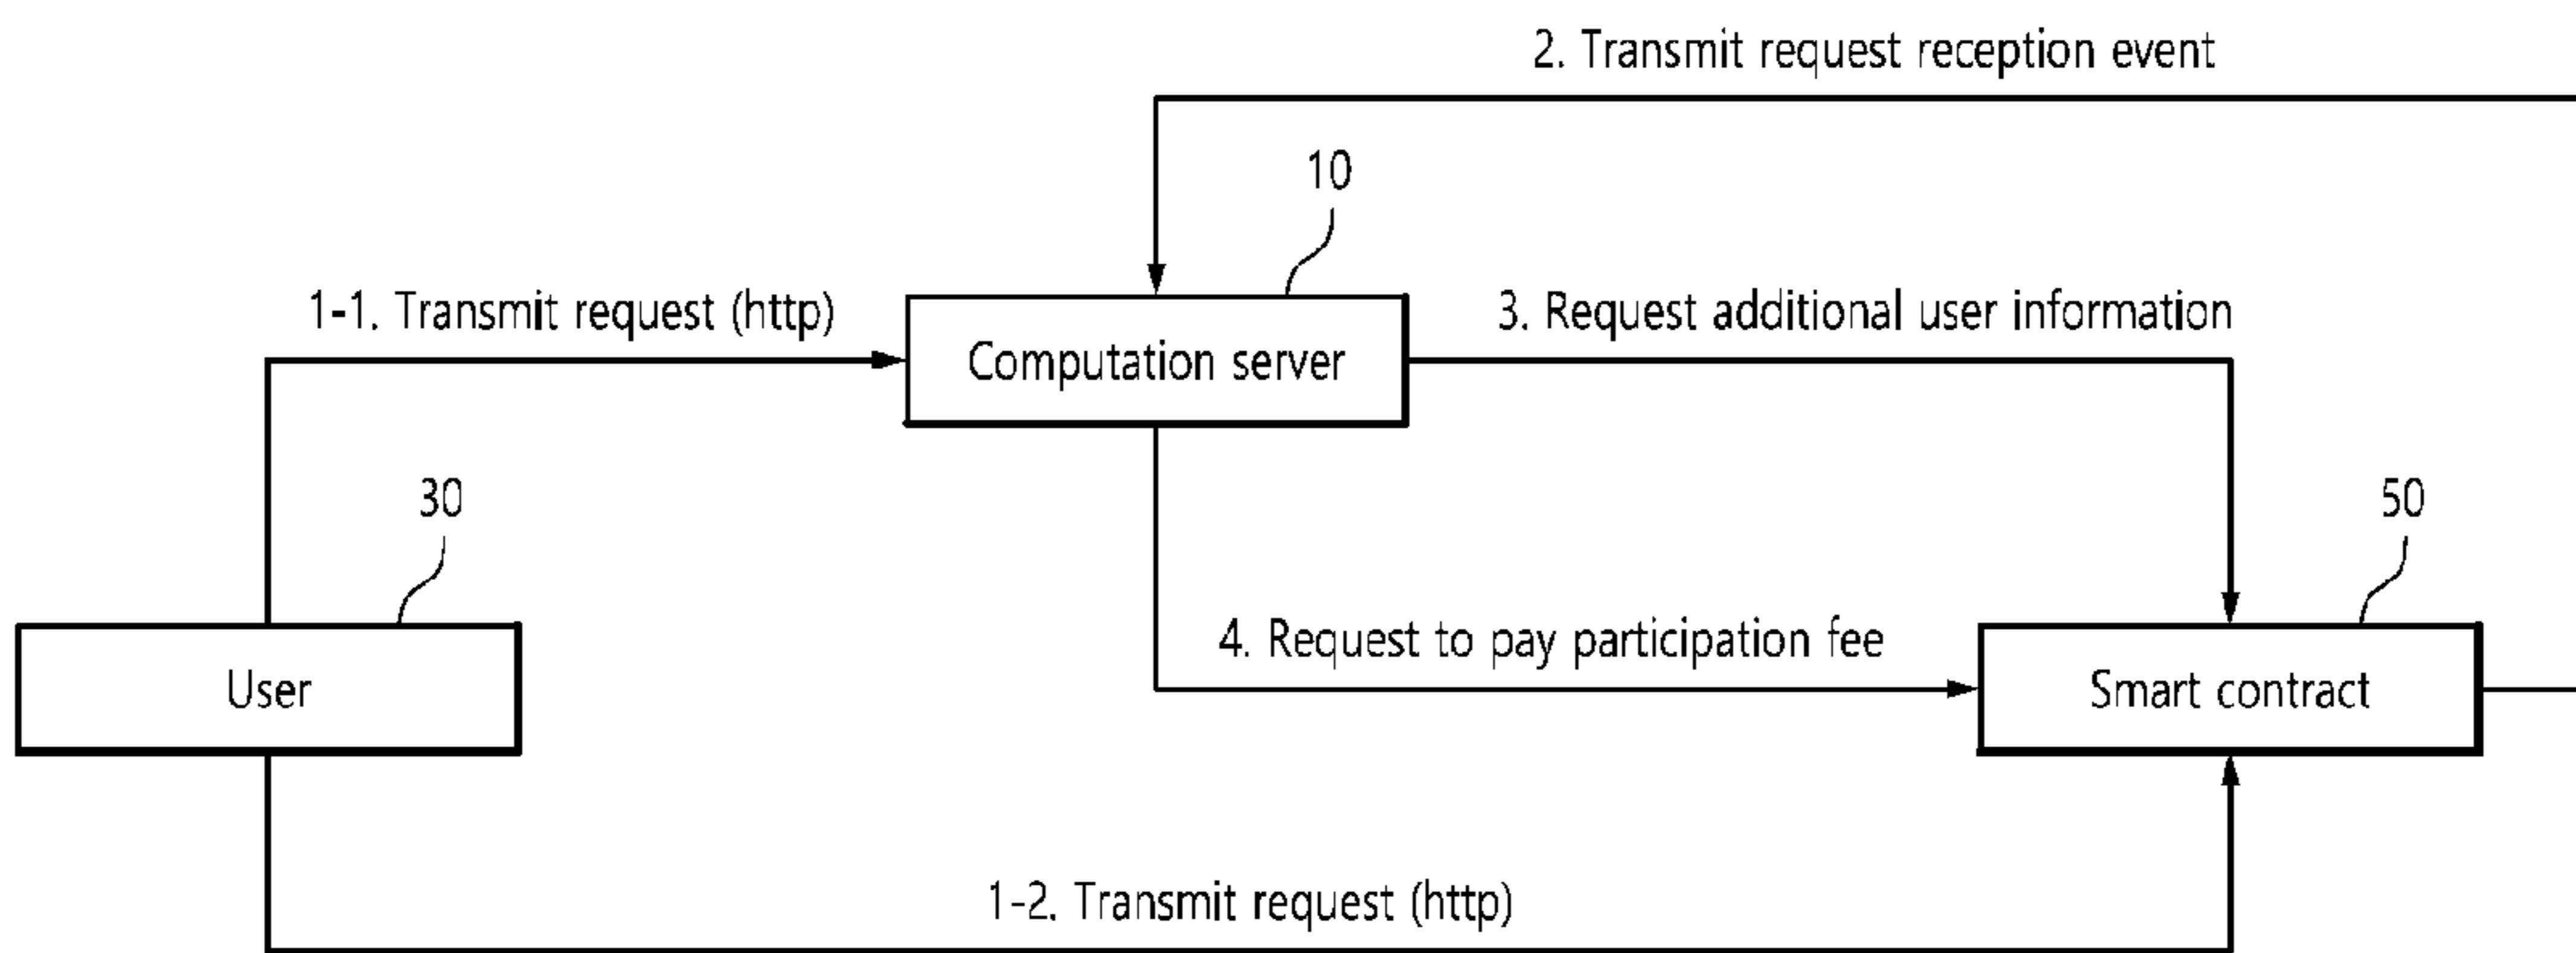 2. Transmit request reception event
10
1-1. Transmit request (http)
3. Request additional user information
Computation server
30
50
4. Request to pay participation fee
User
Smart contract
1-2. Transmit request (http)